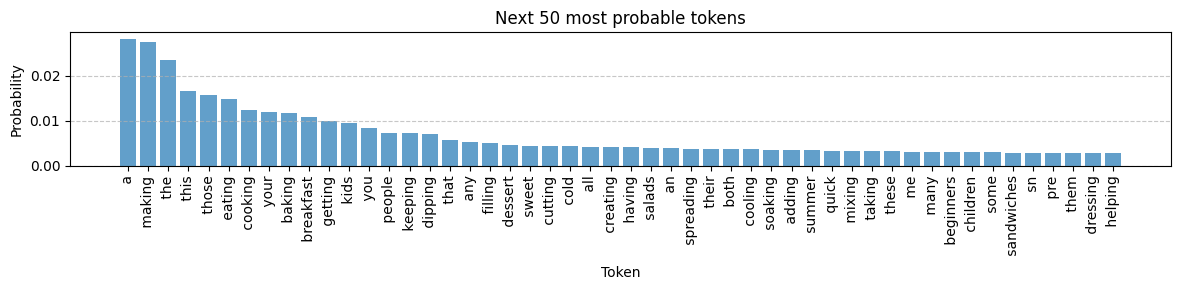 Next 50 most probable tokens
Probability
0.02
0.01
0.00
a
making
the
this
those
eating
cooking
your
baking
breakfast
getting
kids
you
people
keeping
dipping
that
any
filling
dessert
sweet
cutting
cold
all
creating
having
salads
an
spreading
their
both
cooling
soaking
adding
summer
quick
mixing
taking
these
me
many
beginners
children
some
sandwiches
sn
pre
them
dressing
helping
Token